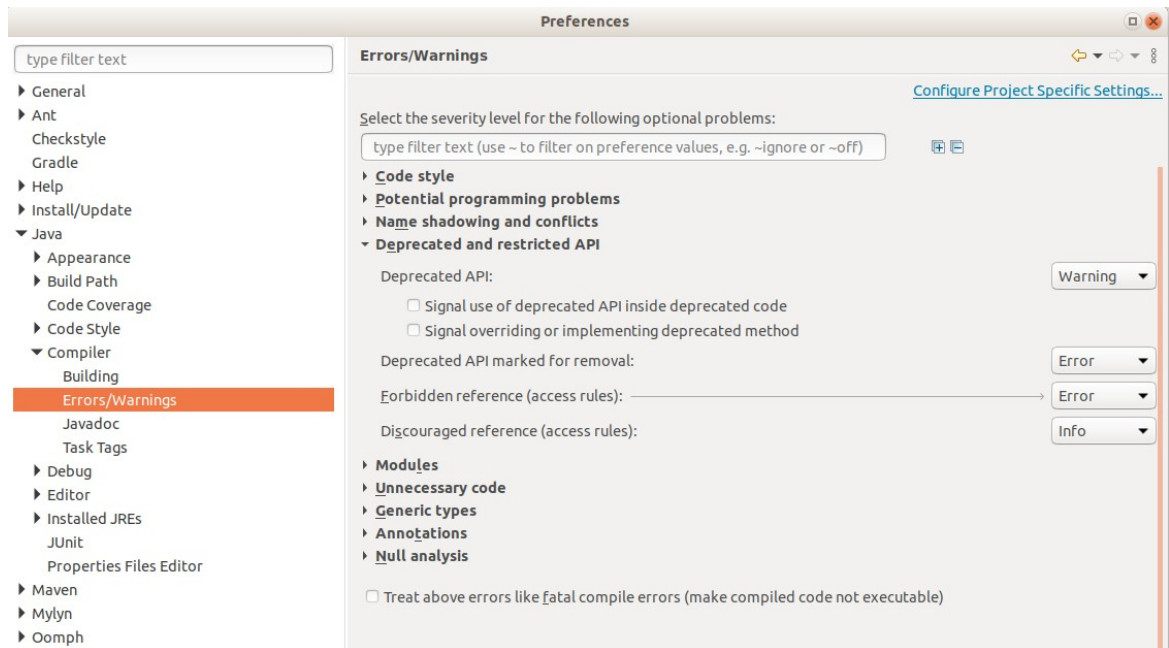 Preferences
type filter text
General
Ant
Checkstyle
Gradle
Help
Install/Update
Java
Appearance
Build Path
Code Coverage
Code Style
Compiler
Building
Errors/Warnings
Javadoc
Task Tags
Debug
Editor
Installed JREs
JUnit
Properties Files Editor
Maven
Mylyn
Oomph
Errors/Warnings
Configure Project Specific Settings...
Select the severity level for the following optional problems:
type filter text (use ~ to filter on preference values, e.g. ~ignore or ~off)
Code style
Potential programming problems
Name shadowing and conflicts
Deprecated and restricted API
Deprecated API: Warning
Signal use of deprecated API inside deprecated code
Signal overriding or implementing deprecated method
Deprecated API marked for removal: Error
Forbidden reference (access rules): Error
Discouraged reference (access rules): Info
Modules
Unnecessary code
Generic types
Annotations
Null analysis
Treat above errors like fatal compile errors (make compiled code not executable)